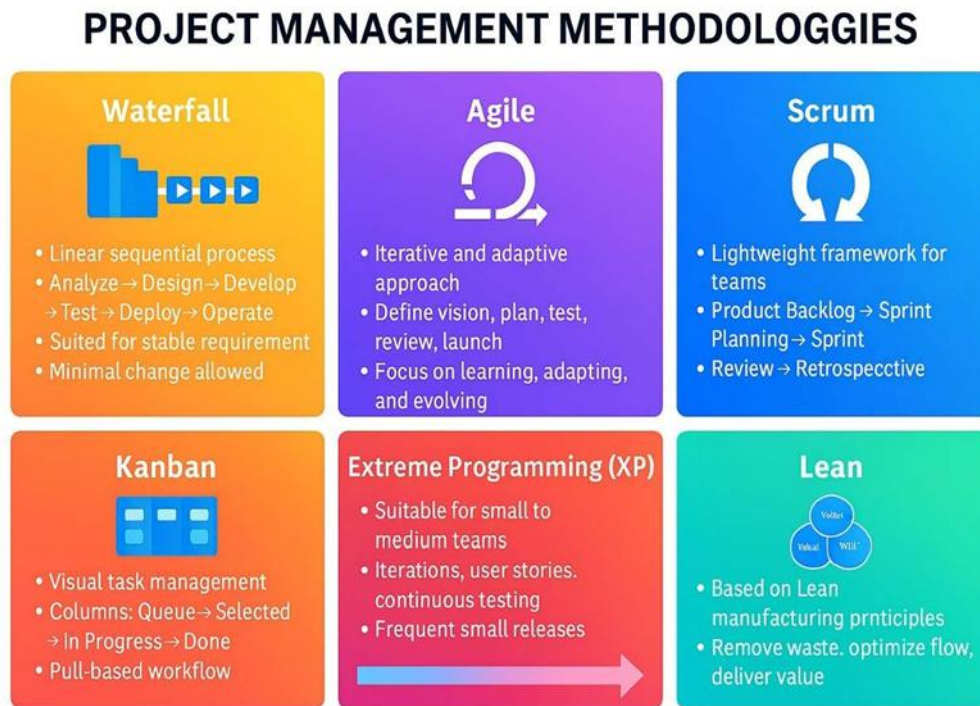 PROJECT MANAGEMENT METHODOLOGGIES
Waterfall
• Linear sequential process
• Analyze → Design → Develop
→ Test → Deploy → Operate
• Suited for stable requirement
• Minimal change allowed
Agile
• Iterative and adaptive
approach
• Define vision, plan, test,
review, launch
• Focus on learning, adapting,
and evolving
Scrum
• Lightweight framework for
teams
• Product Backlog → Sprint
Planning → Sprint
• Review → Retrospecctive
Kanban
• Visual task management
• Columns: Queue → Selected
→ In Progress → Done
• Pull-based workflow
Extreme Programming (XP)
• Suitable for small to
medium teams
• Iterations, user stories.
continuous testing
• Frequent small releases
Lean
• Based on Lean
manufacturing prnticiples
• Remove waste. optimize flow,
deliver value